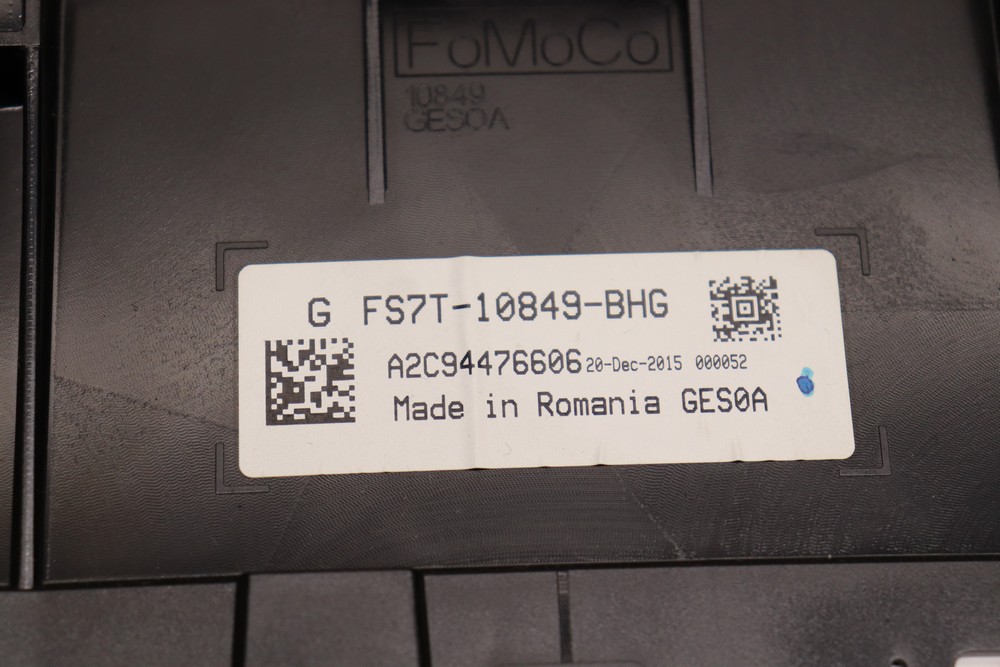 FoMoCo
10849
GES0A
G FS7T-10849-BHG
A2C94476606 20-Dec-2015 000052
Made in Romania GES0A